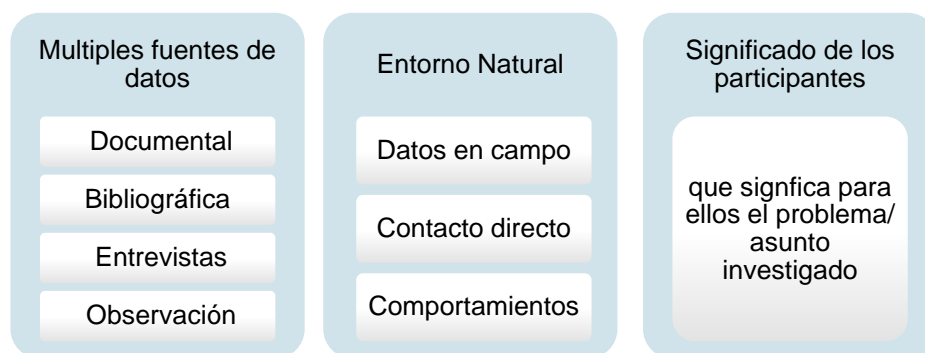 Multiples fuentes de
datos
Documental
Bibliográfica
Entrevistas
Observación
Entorno Natural
Datos en campo
Contacto directo
Comportamientos
Significado de los
participantes
que signfica para
ellos el problema/
asunto
investigado